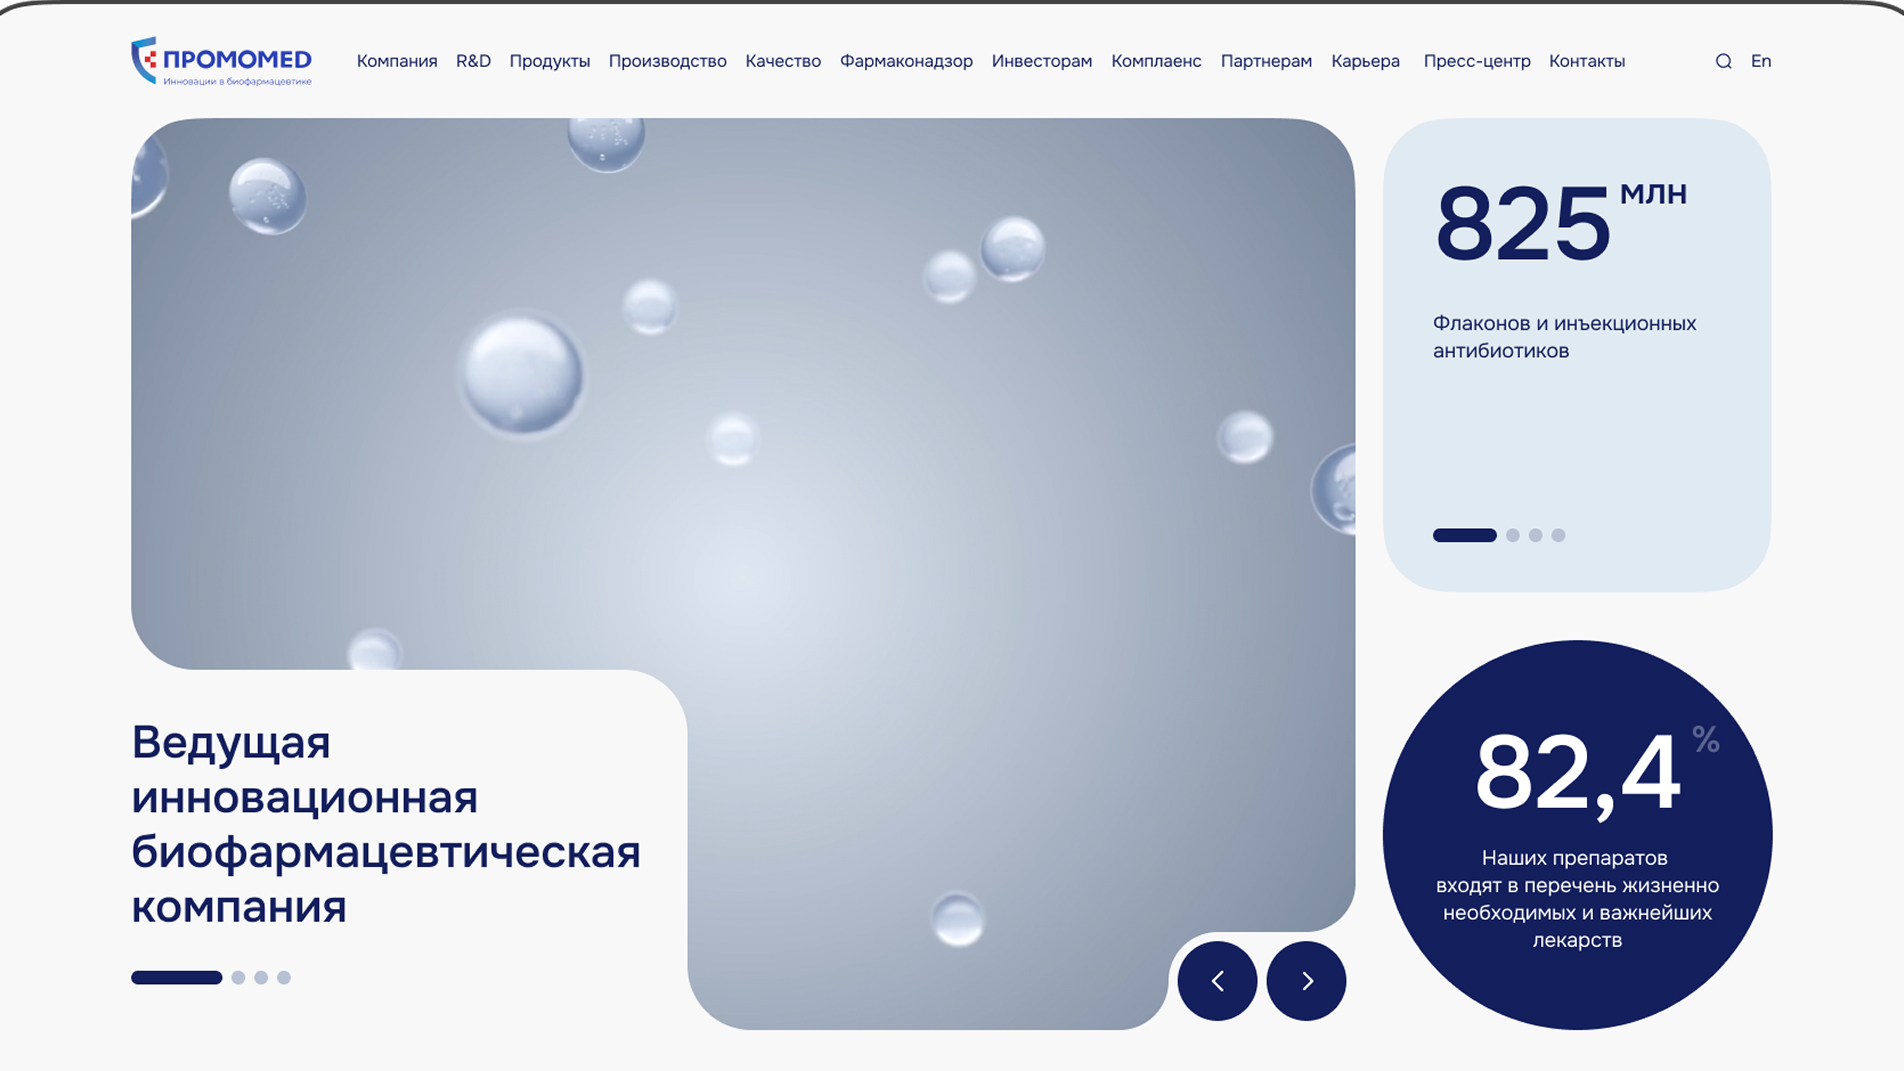 ПРОМОМЕД
Инновации в биофармацевтике
Компания R&D Продукты Производство Качество Фармаконадзор Инвесторам Комплаенс Партнерам Карьера Пресс-центр Контакты En
825 МЛН
Флаконов и инъекционных
антибиотиков
Ведущая
инновационная
биофармацевтическая
компания
82,4 %
Наших препаратов
входят в перечень жизненно
необходимых и важнейших
лекарств